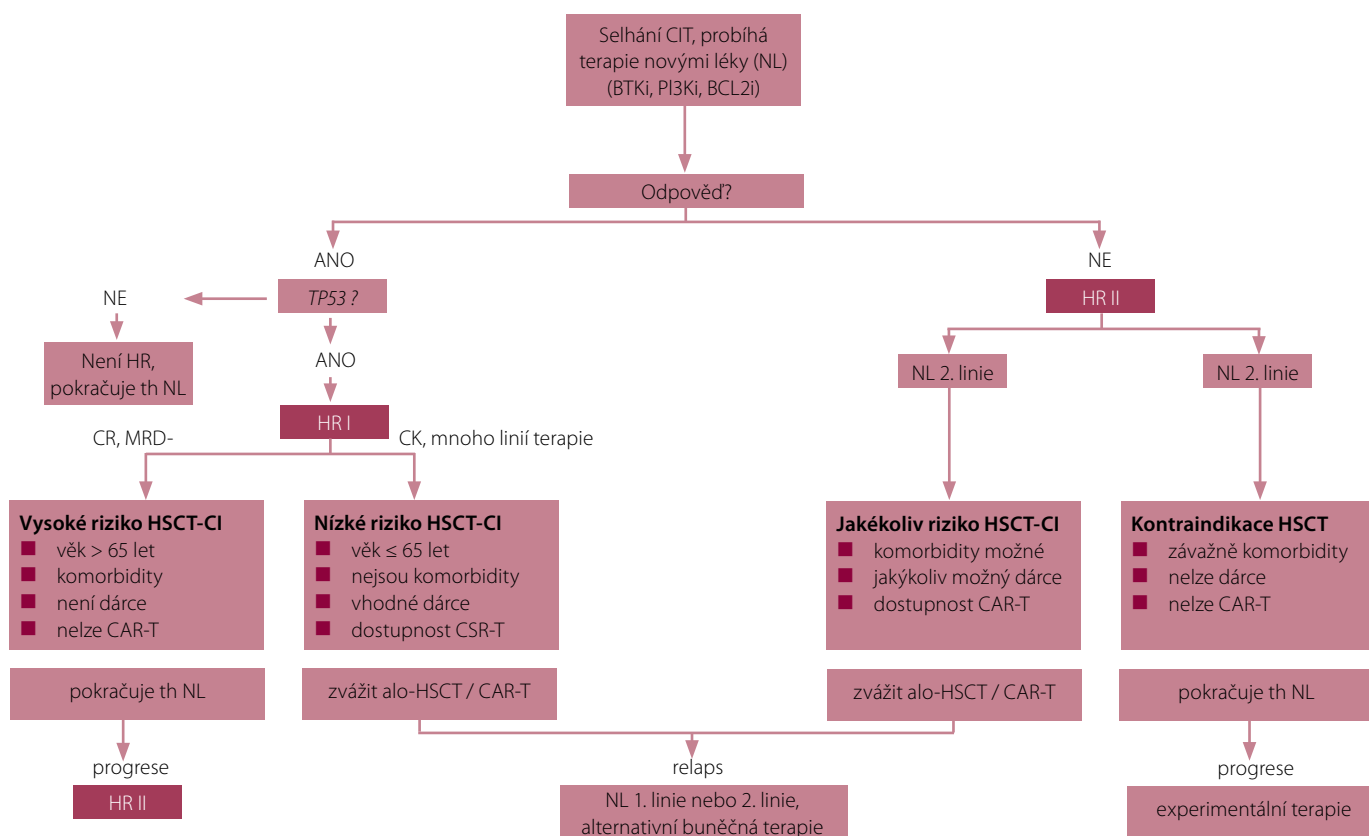 Selhání CIT, probíhá
terapie novými léky (NL)
(BTKi, PI3Ki, BCL2i)
Odpověď?
ANO
NE
TP53 ?
HR II
NE
ANO
Není HR,
pokračuje th NL
NL 2. linie
NL 2. linie
HR I
CR, MRD-
CK, mnoho linií terapie
Vysoké riziko HSCT-CI
věk > 65 let
komorbidity
není dárce
nelze CAR-T
Nízké riziko HSCT-CI
věk ≤ 65 let
nejsou komorbidity
vhodné dárce
dostupnost CSR-T
Jakékoliv riziko HSCT-CI
komorbidity možné
jakýkoliv možný dárce
dostupnost CAR-T
Kontraindikace HSCT
závažně komorbidity
nelze dárce
nelze CAR-T
pokračuje th NL
zvážit alo-HSCT / CAR-T
zvážit alo-HSCT / CAR-T
pokračuje th NL
progrese
relaps
progrese
HR II
NL 1. linie nebo 2. linie,
alternativní buněčná terapie
experimentální terapie